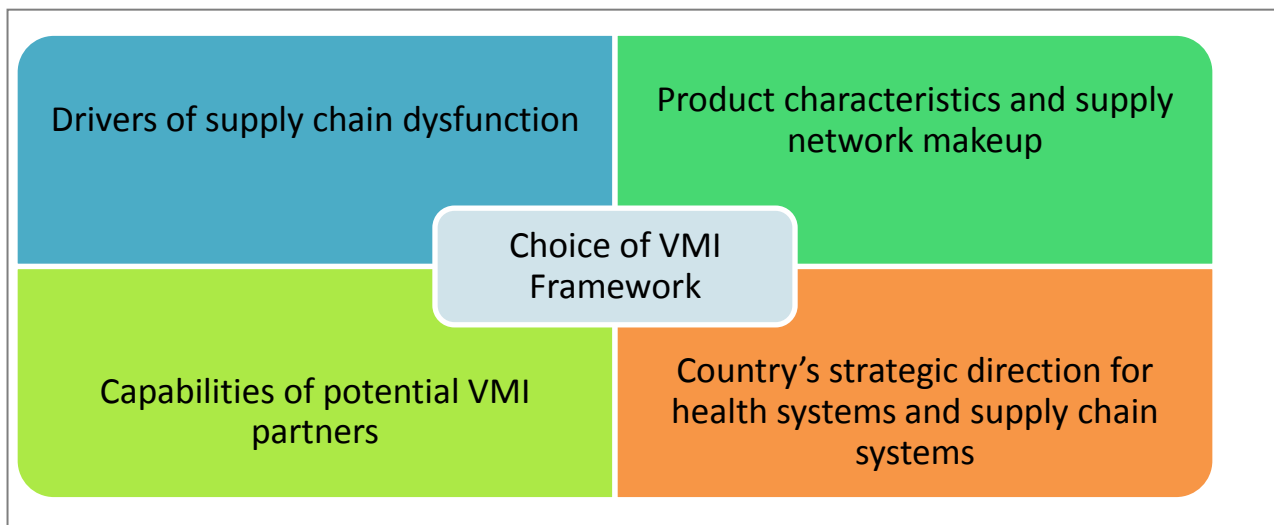 Drivers of supply chain dysfunction
Product characteristics and supply
network makeup
Choice of VMI
Framework
Capabilities of potential VMI
partners
Country’s strategic direction for
health systems and supply chain
systems